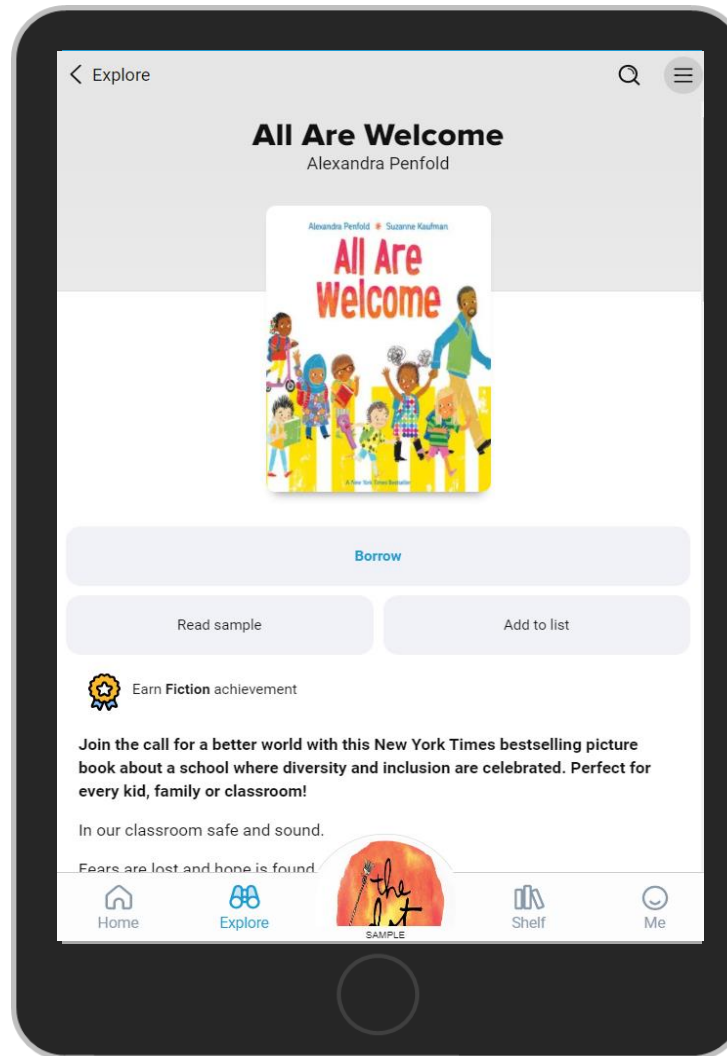 Explore
All Are Welcome
Alexandra Penfold
Alexandra Penfold Suzanne Kaufman
All Are
Welcome
A New York Times Bestseller
Borrow
Read sample
Add to list
Earn Fiction achievement
Join the call for a better world with this New York Times bestselling picture
book about a school where diversity and inclusion are celebrated. Perfect for
every kid, family or classroom!
In our classroom safe and sound.
Fears are lost and hope is found
the
dot
SAMPLE
Home
Explore
Shelf
Me